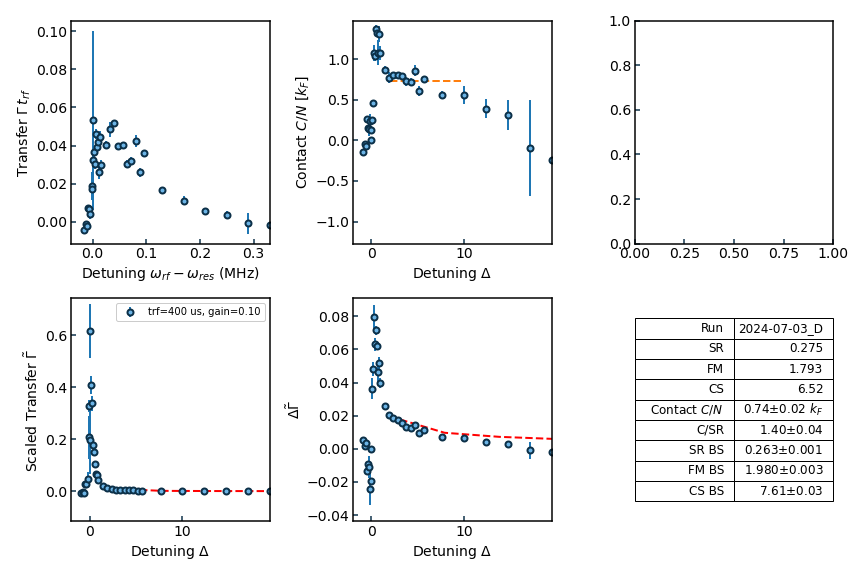 0.10
0.08
0.06
0.04
0.02
0.00
Transfer Γ t_rf
0.0 0.1 0.2 0.3
Detuning ω_rf − ω_res (MHz)
1.0
0.5
0.0
−0.5
−1.0
Contact C/N [k_F]
0 10
Detuning Δ
1.0
0.8
0.6
0.4
0.2
0.0
0.00 0.25 0.50 0.75 1.00
0.6
0.4
0.2
0.0
Scaled Transfer Γ̃
trf=400 us, gain=0.10
0 10
Detuning Δ
0.08
0.06
0.04
0.02
0.00
−0.02
−0.04
ΔΓ̃
0 10
Detuning Δ
Run 2024-07-03_D
SR 0.275
FM 1.793
CS 6.52
Contact C/N 0.74±0.02 k_F
C/SR 1.40±0.04
SR BS 0.263±0.001
FM BS 1.980±0.003
CS BS 7.61±0.03